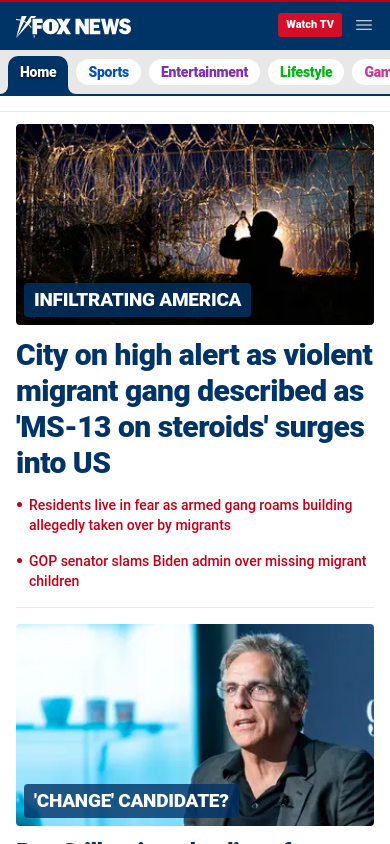 FOX NEWS
Watch TV
Home
Sports
Entertainment
Lifestyle
INFILTRATING AMERICA
City on high alert as violent
migrant gang described as
'MS-13 on steroids' surges
into US
• Residents live in fear as armed gang roams building
allegedly taken over by migrants
• GOP senator slams Biden admin over missing migrant
children
'CHANGE' CANDIDATE?